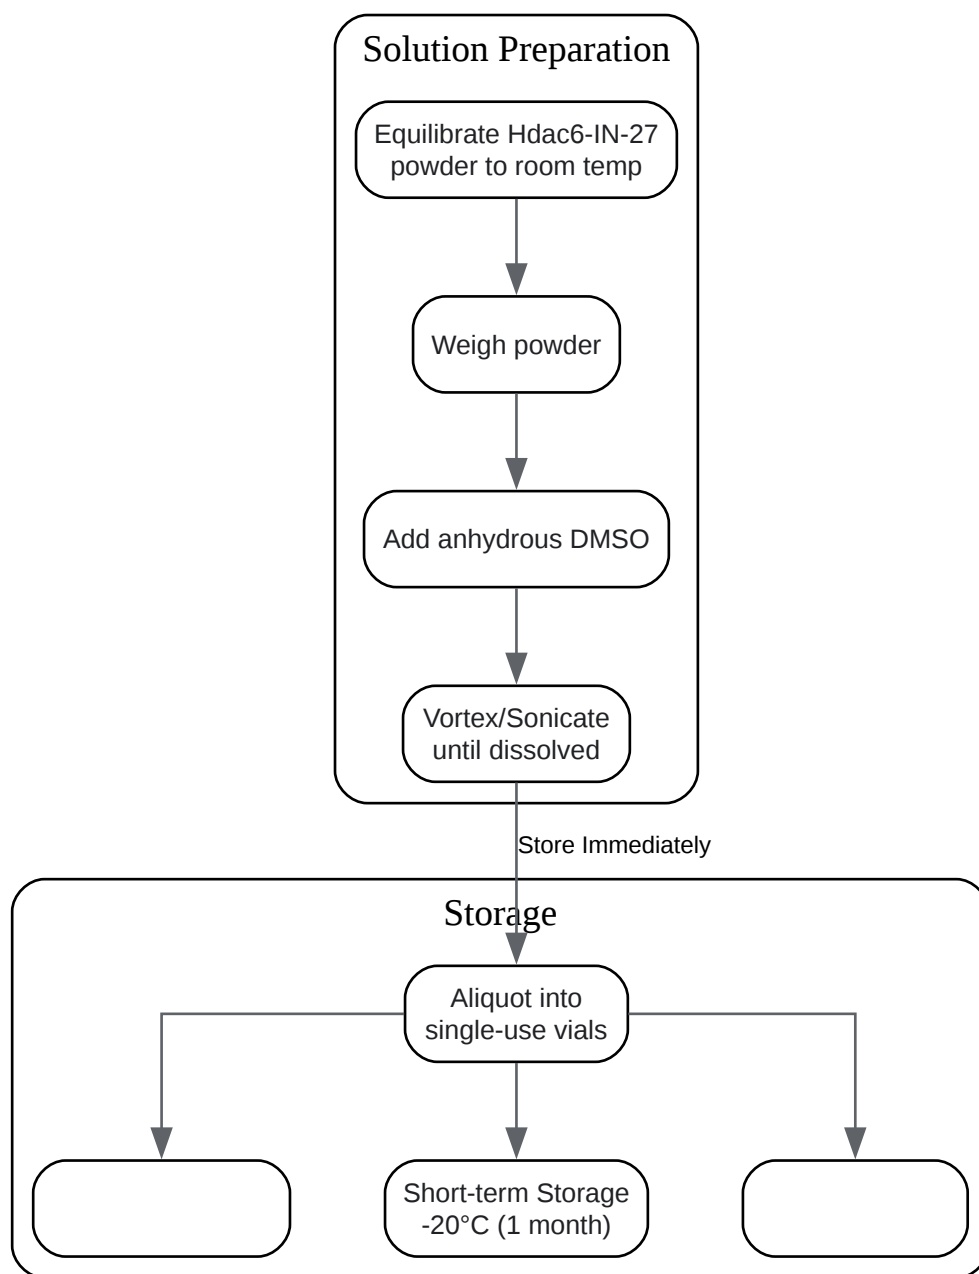 Solution Preparation
Equilibrate Hdac6-IN-27
powder to room temp
Weigh powder
Add anhydrous DMSO
Vortex/Sonicate
until dissolved
Store Immediately
Storage
Aliquot into
single-use vials
Short-term Storage
-20°C (1 month)